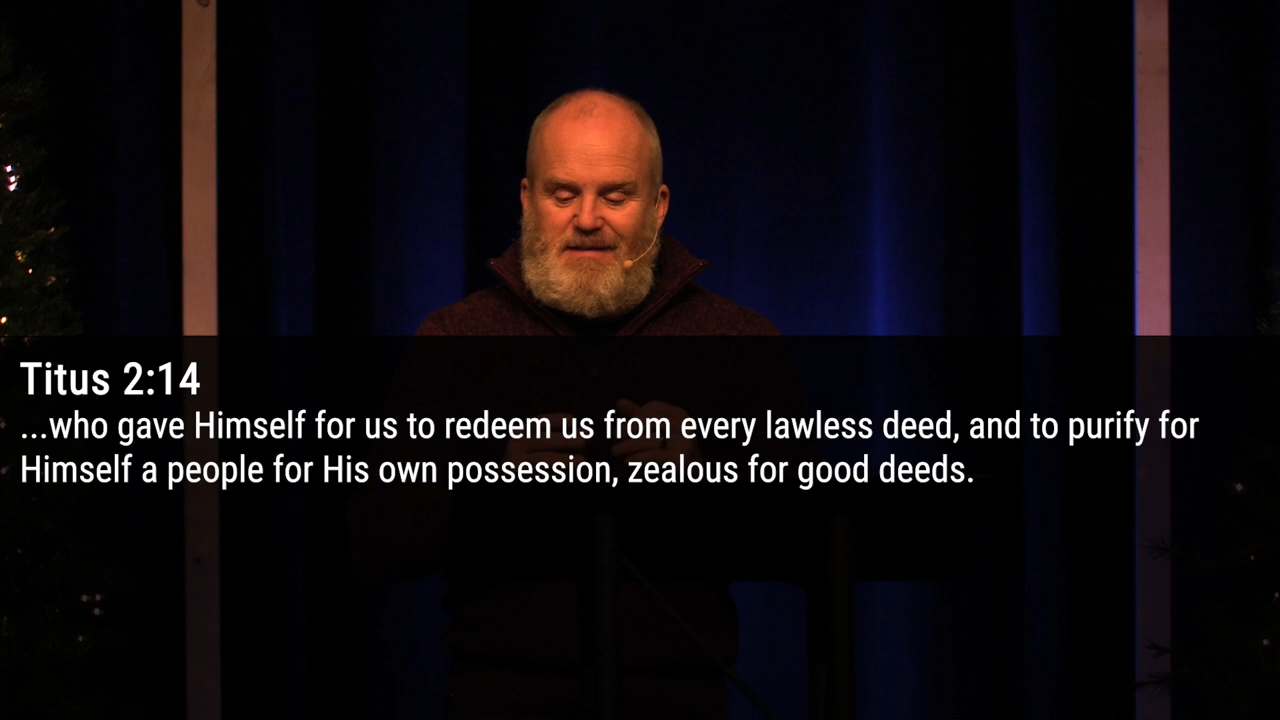 Titus 2:14
...who gave Himself for us to redeem us from every lawless deed, and to purify for
Himself a people for His own possession, zealous for good deeds.